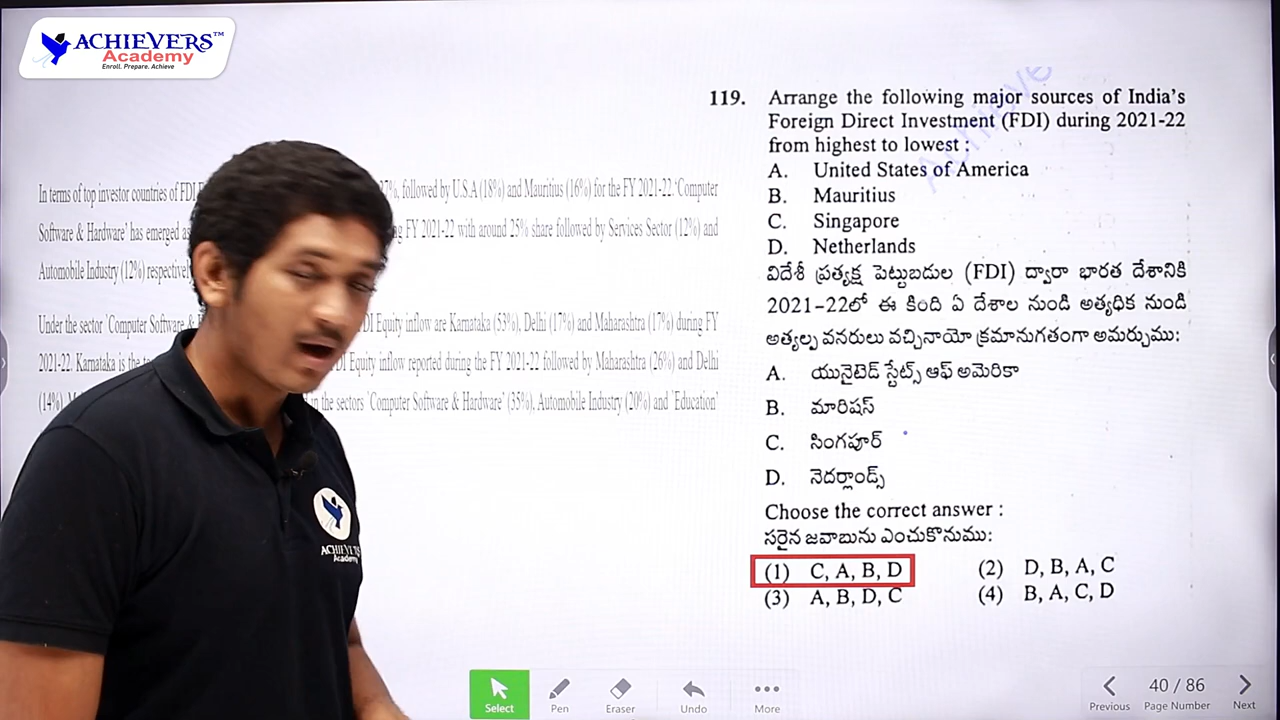 ACHIEVERS™
Academy
Enroll. Prepare. Achieve
In terms of top investor countries of FDI E 27%, followed by U.S.A (18%) and Mauritius (16%) for the FY 2021-22. 'Computer
Software & Hardware' has emerged as FY 2021-22 with around 25% share followed by Services Sector (12%) and
Automobile Industry (12%) respectively
Under the sector `Computer Software & FDI Equity inflow are Karnataka (53%), Delhi (17%) and Maharashtra (17%) during FY
2021-22. Karnataka is the Equity inflow reported during the FY 2021-22 followed by Maharashtra (26%) and Delhi
(14%). in the sectors `Computer Software & Hardware' (35%), Automobile Industry (20%) and 'Education'
119. Arrange the following major sources of India's
Foreign Direct Investment (FDI) during 2021-22
from highest to lowest :
A. United States of America
B. Mauritius
C. Singapore
D. Netherlands
విదేశీ ప్రత్యక్ష పెట్టుబదుల (FDI) ద్వారా భారత దేశానికి
2021-22లో ఈ కింది ఏ దేశాల నుండి అత్యధిక నుండి
అత్యల్ప వనరులు వచ్చినాయో క్రమానుగతంగా అమర్చుము:
A. యునైటెడ్ స్టేట్స్ ఆఫ్ అమెరికా
B. మారిషస్
C. సింగపూర్
D. నెదర్లాండ్స్
Choose the correct answer :
సరైన జవాబును ఎంచుకొనుము:
(1) C, A, B, D (2) D, B, A, C
(3) A, B, D, C (4) B, A, C, D
Achieve
ACHIEVERS
Academy
Select Pen Eraser Undo More
40 / 86
Previous Page Number Next